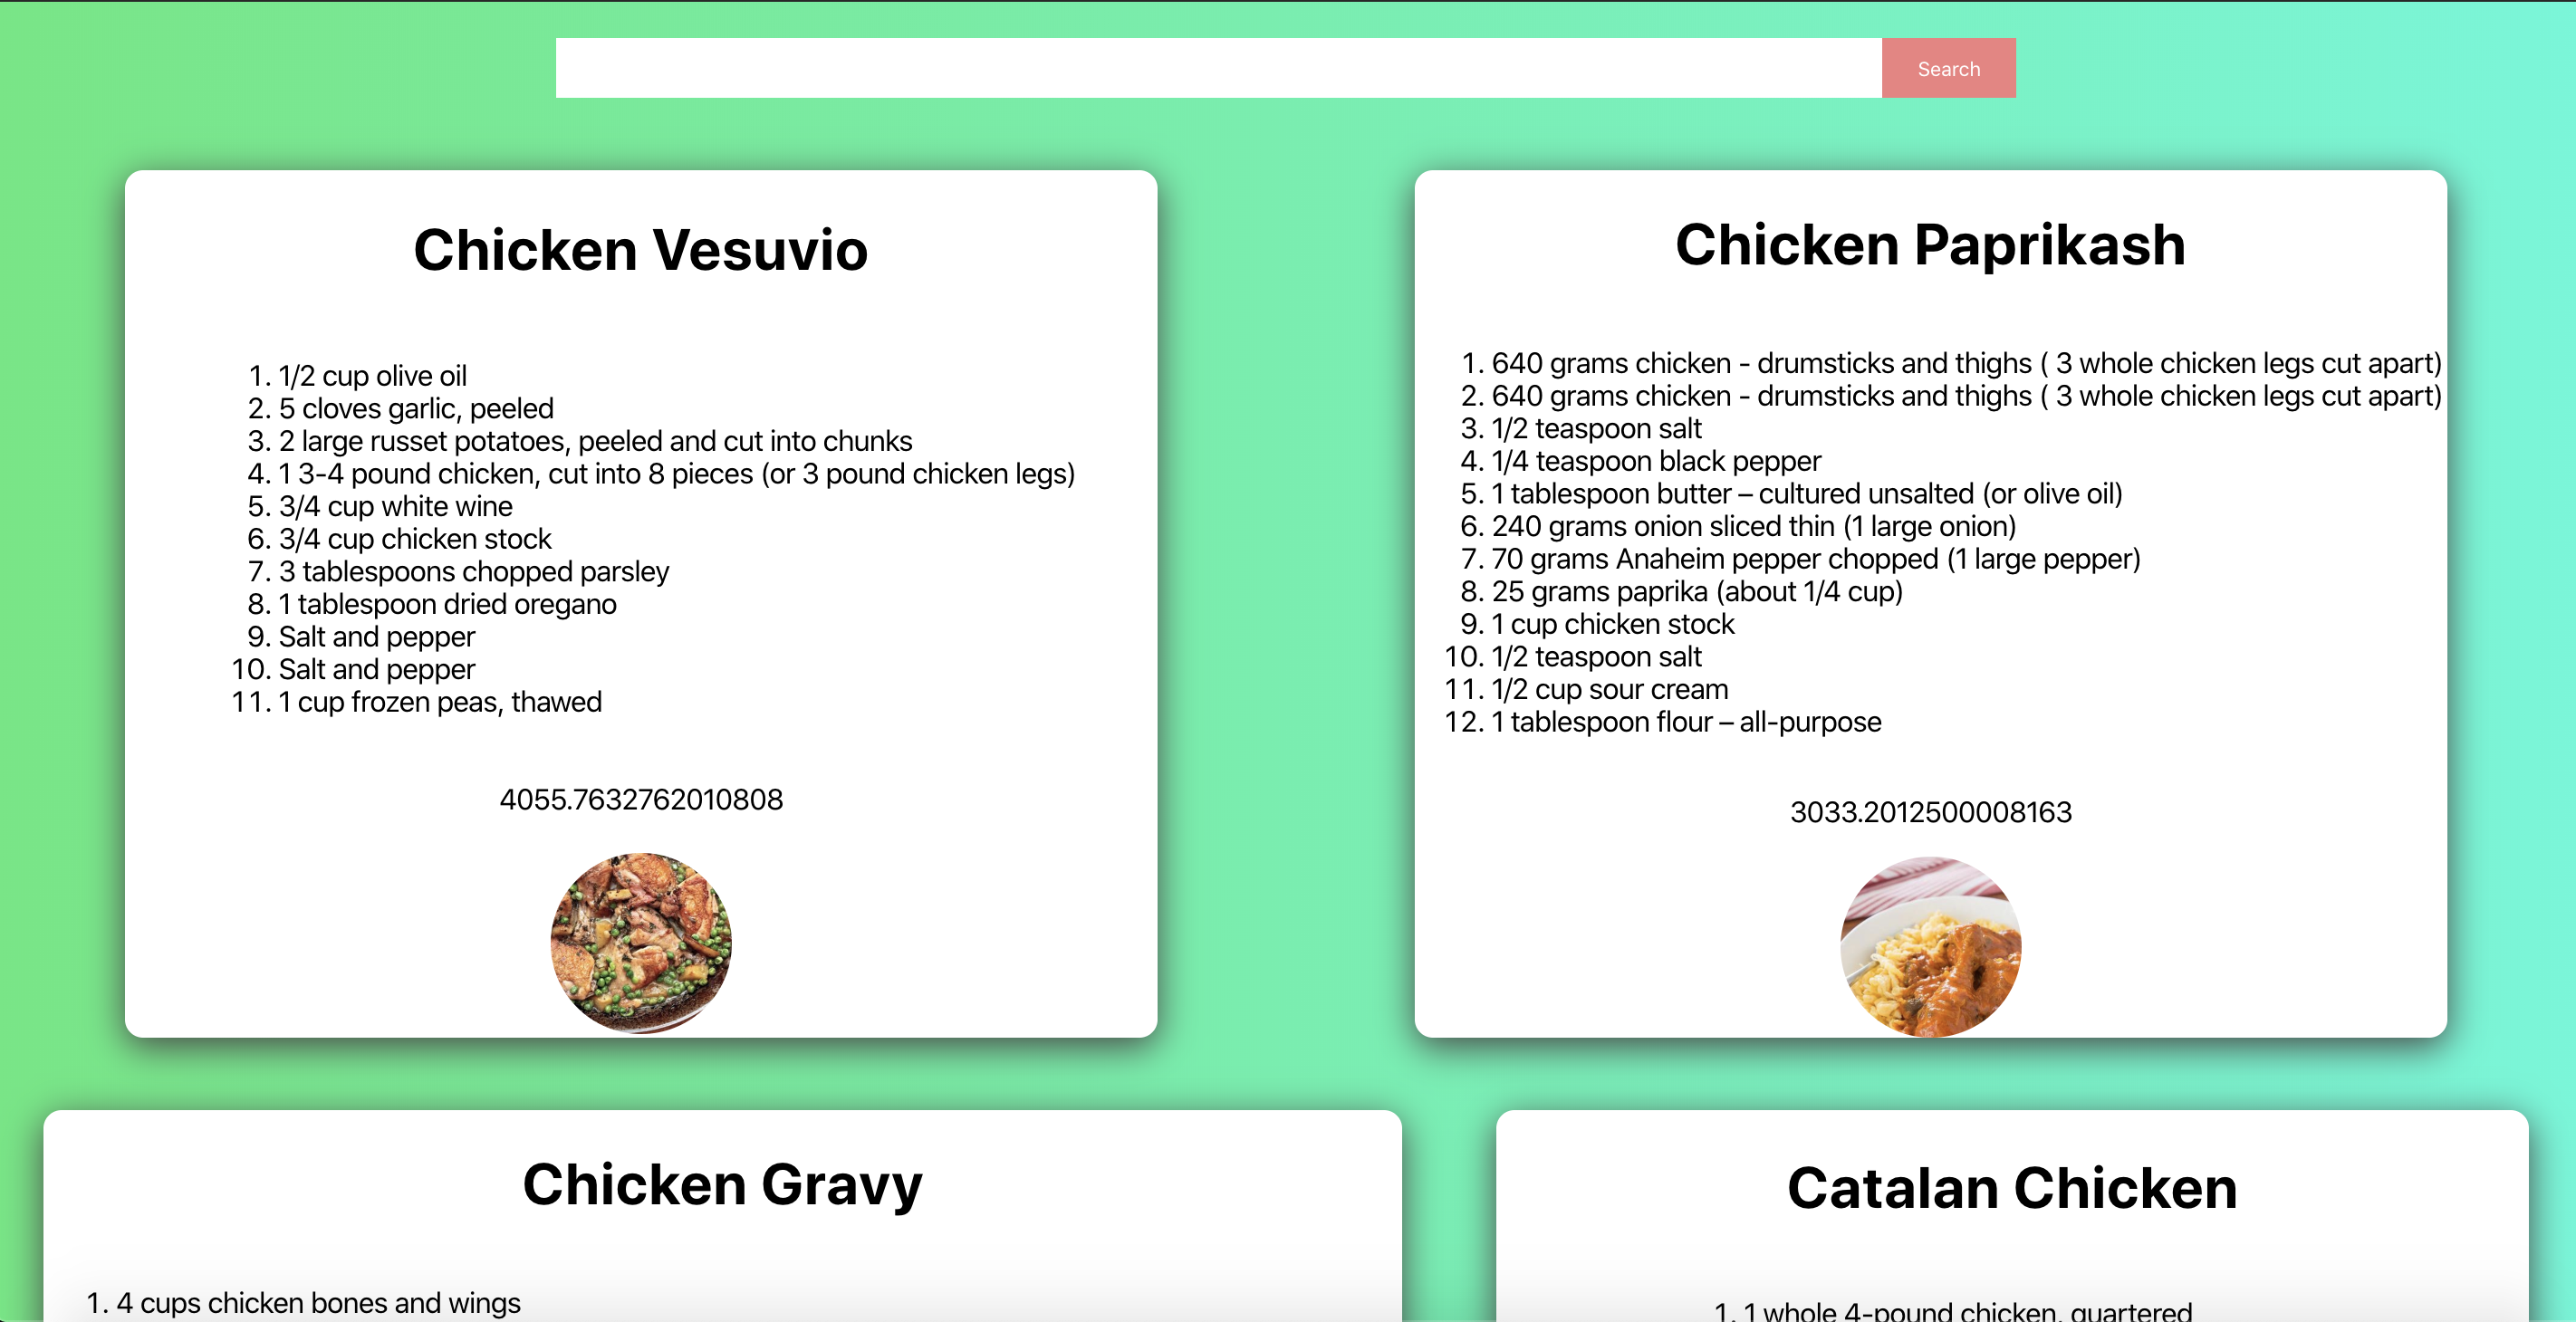 Search
Chicken Vesuvio
1. 1/2 cup olive oil
2. 5 cloves garlic, peeled
3. 2 large russet potatoes, peeled and cut into chunks
4. 1 3-4 pound chicken, cut into 8 pieces (or 3 pound chicken legs)
5. 3/4 cup white wine
6. 3/4 cup chicken stock
7. 3 tablespoons chopped parsley
8. 1 tablespoon dried oregano
9. Salt and pepper
10. Salt and pepper
11. 1 cup frozen peas, thawed
4055.7632762010808
Chicken Paprikash
1. 640 grams chicken - drumsticks and thighs ( 3 whole chicken legs cut apart)
2. 640 grams chicken - drumsticks and thighs ( 3 whole chicken legs cut apart)
3. 1/2 teaspoon salt
4. 1/4 teaspoon black pepper
5. 1 tablespoon butter – cultured unsalted (or olive oil)
6. 240 grams onion sliced thin (1 large onion)
7. 70 grams Anaheim pepper chopped (1 large pepper)
8. 25 grams paprika (about 1/4 cup)
9. 1 cup chicken stock
10. 1/2 teaspoon salt
11. 1/2 cup sour cream
12. 1 tablespoon flour – all-purpose
3033.2012500008163
Chicken Gravy
1. 4 cups chicken bones and wings
Catalan Chicken
1. 1 whole 4-pound chicken, quartered